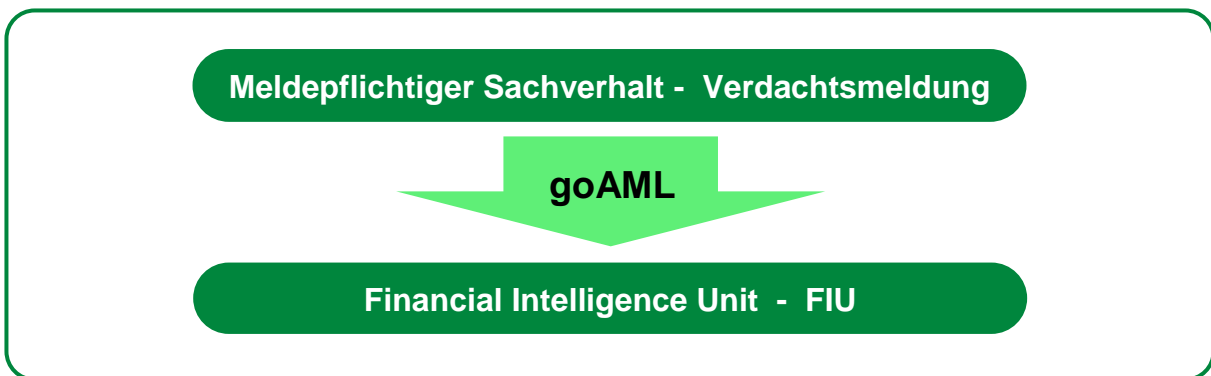 Meldepflichtiger Sachverhalt - Verdachtsmeldung
goAML
Financial Intelligence Unit - FIU